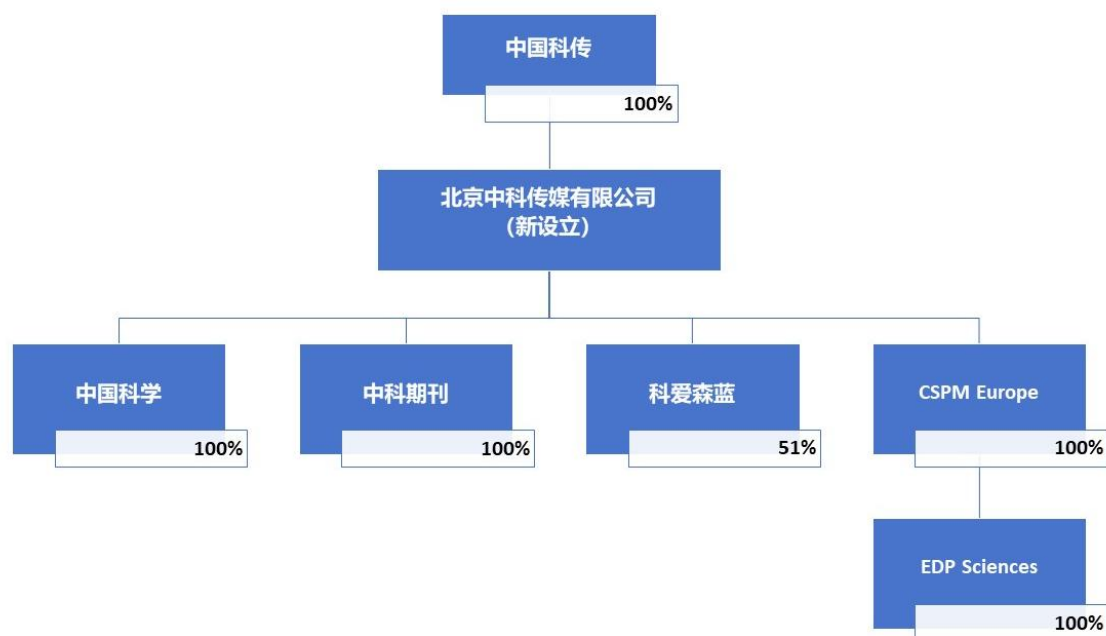 中国科传
100%
北京中科传媒有限公司
（新设立）
中国科学
100%
中科期刊
100%
科爱森蓝
51%
CSPM Europe
100%
EDP Sciences
100%